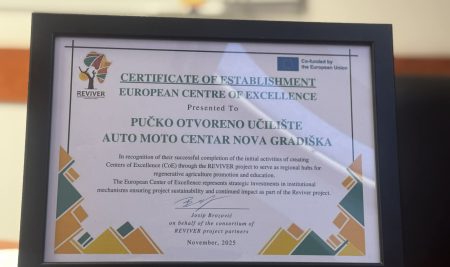 REVIVER
Co-funded by
the European Union
CERTIFICATE OF ESTABLISHMENT
EUROPEAN CENTRE OF EXCELLENCE
Presented To
PUČKO OTVORENO UČILIŠTE
AUTO MOTO CENTAR NOVA GRADIŠKA
In recognition of their successful completion of the initial activities of creating
Centers of Excellence (CoE) through the REVIVER project to serve as regional hubs for
regenerative agriculture promotion and education.
The European Center of Excellence represents strategic investments in institutional
mechanisms ensuring project sustainability and continued impact as part of the Reviver project.
Josip Brozović
on behalf of the consortium of
REVIVER project partners
November, 2025